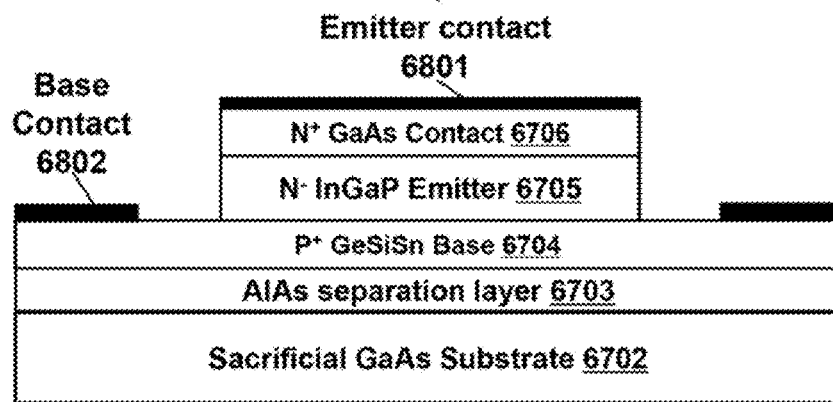 Emitter contact
6801
Base
Contact
6802
N⁺ GaAs Contact 6706
N⁻ InGaP Emitter 6705
P⁺ GeSiSn Base 6704
AlAs separation layer 6703
Sacrificial GaAs Substrate 6702